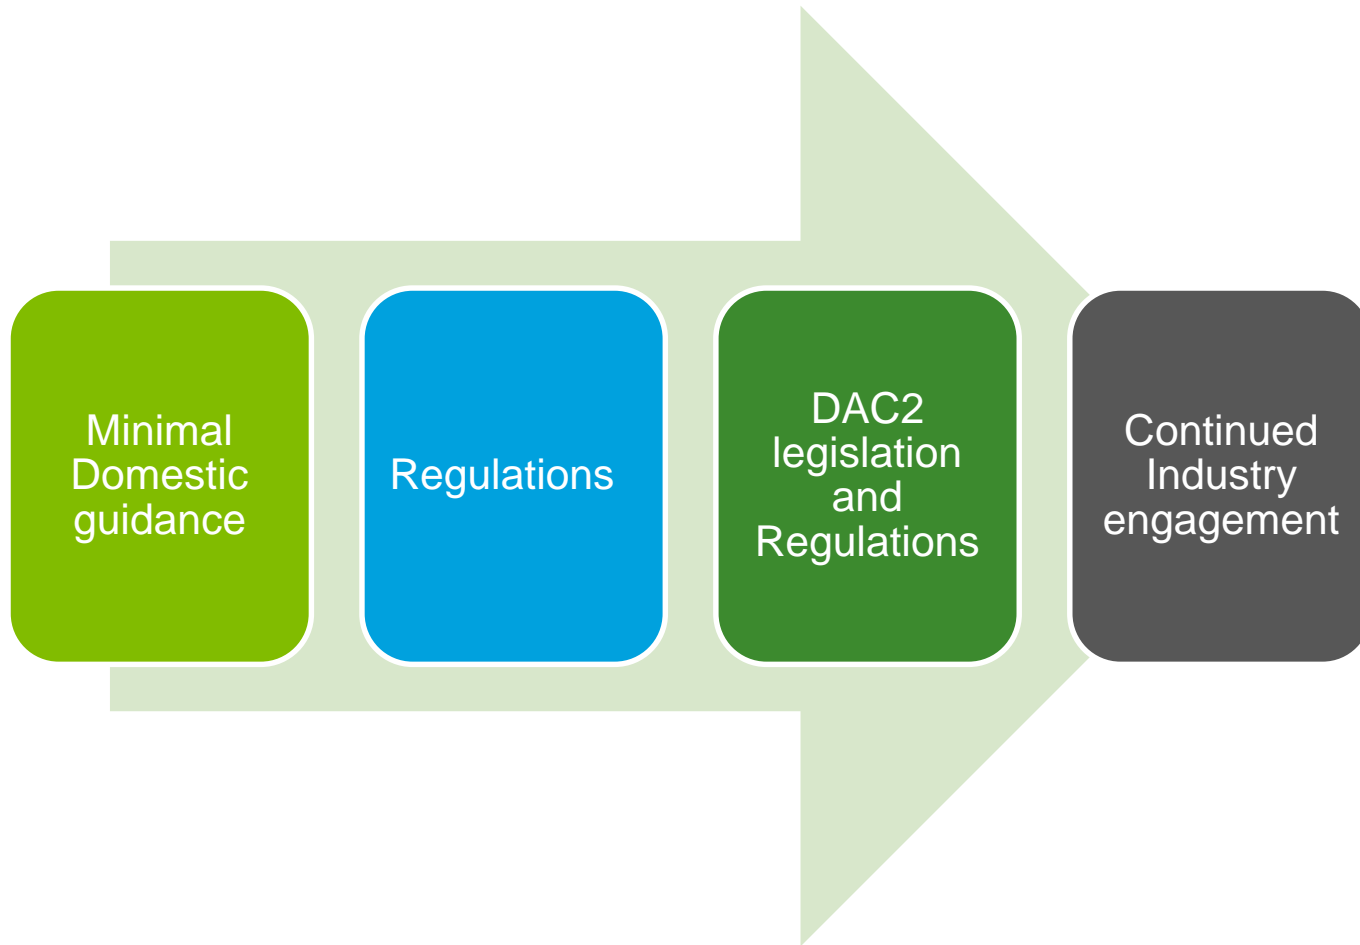 Minimal
Domestic
guidance
Regulations
DAC2
legislation
and
Regulations
Continued
Industry
engagement